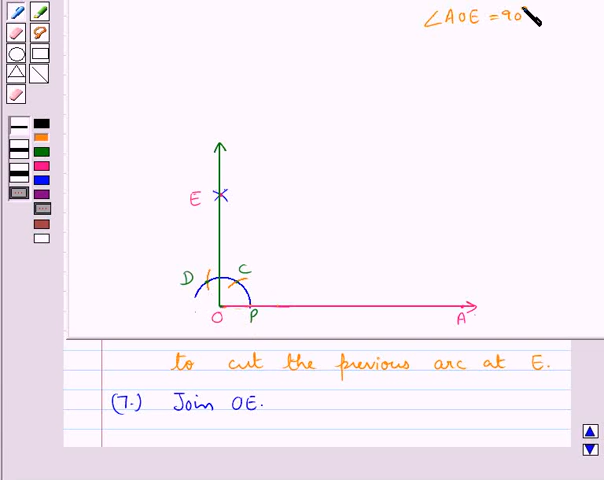 ∠AOE = 90
E
D
C
O
P
A
to cut the previous arc at E.
(7.) Join OE.